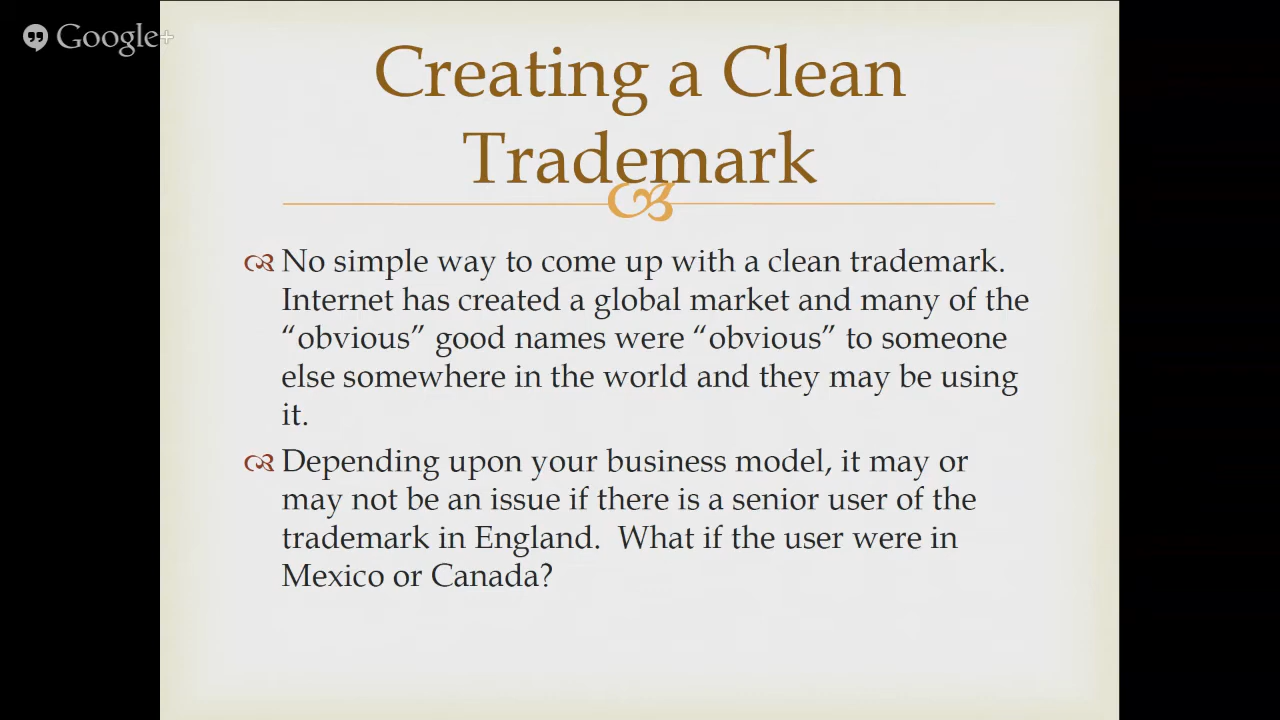 Google+
Creating a Clean
Trademark
No simple way to come up with a clean trademark.
Internet has created a global market and many of the
“obvious” good names were “obvious” to someone
else somewhere in the world and they may be using
it.
Depending upon your business model, it may or
may not be an issue if there is a senior user of the
trademark in England.  What if the user were in
Mexico or Canada?